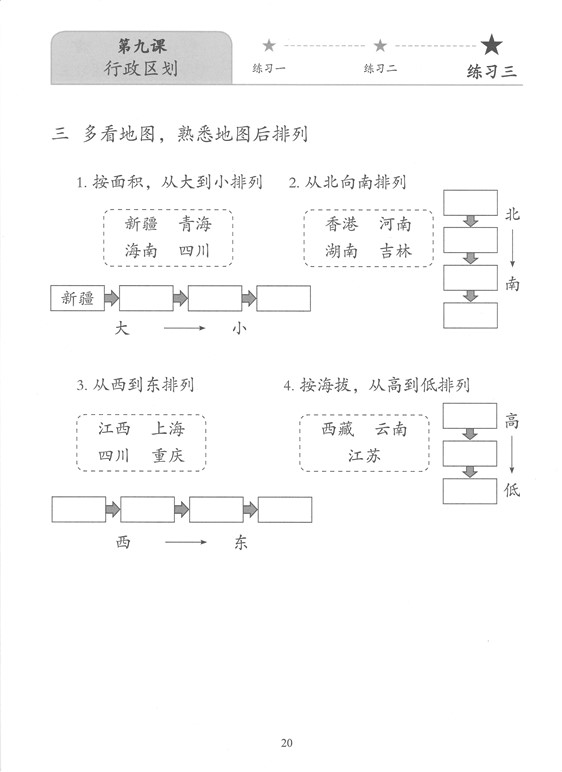 第九课
行政区划
练习一
练习二
练习三
三 多看地图，熟悉地图后排列
1. 按面积，从大到小排列
新疆 青海
海南 四川
新疆
大 小
2. 从北向南排列
香港 河南
湖南 吉林
北
南
3. 从西到东排列
江西 上海
四川 重庆
西 东
4. 按海拔，从高到低排列
西藏 云南
江苏
高
低
20